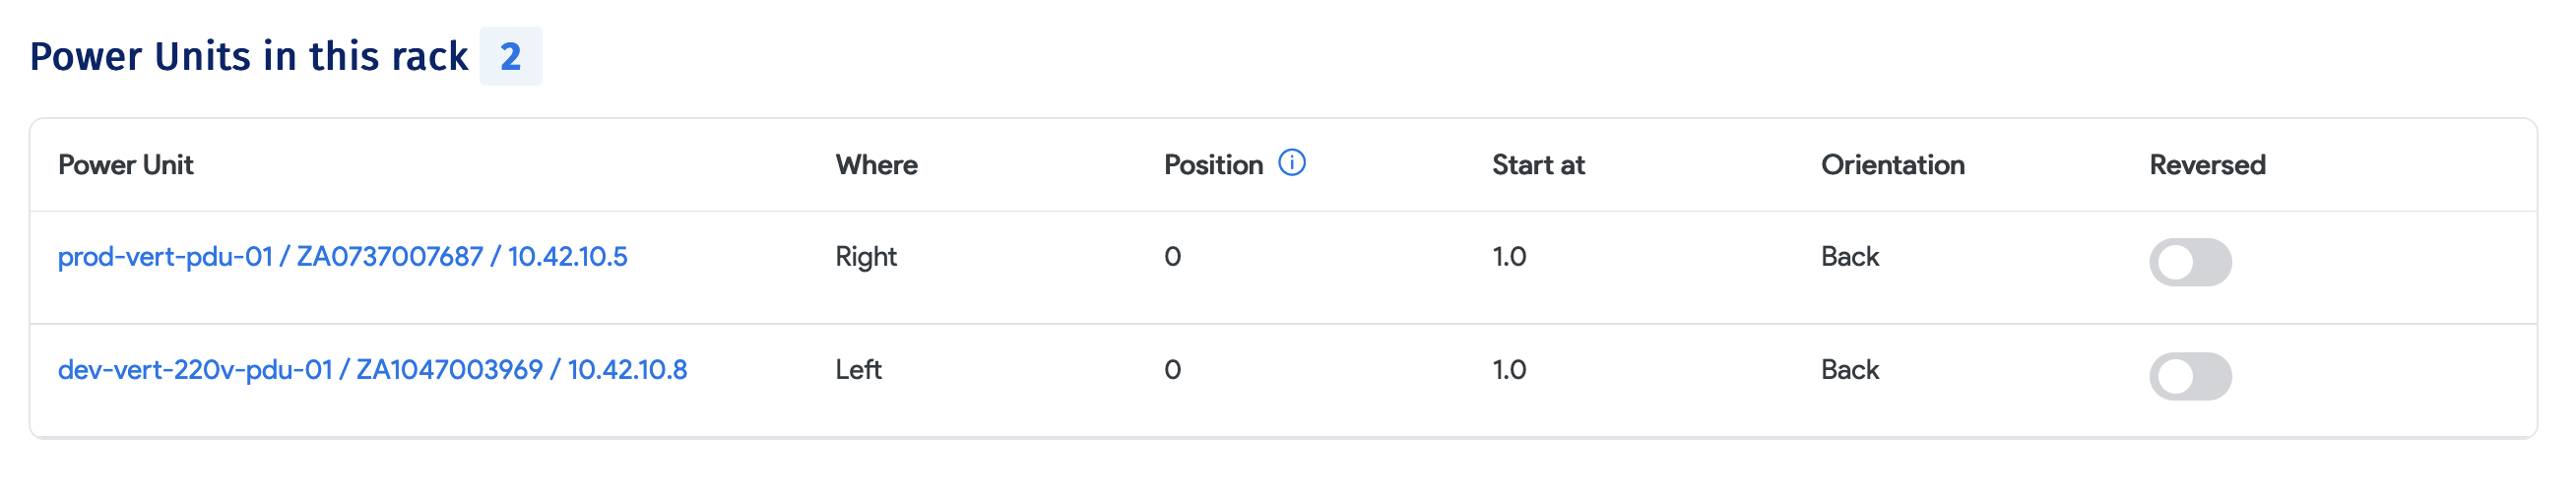 Power Units in this rack 2
Power Unit Where Position Start at Orientation Reversed
prod-vert-pdu-01 / ZA0737007687 / 10.42.10.5 Right 0 1.0 Back
dev-vert-220v-pdu-01 / ZA1047003969 / 10.42.10.8 Left 0 1.0 Back